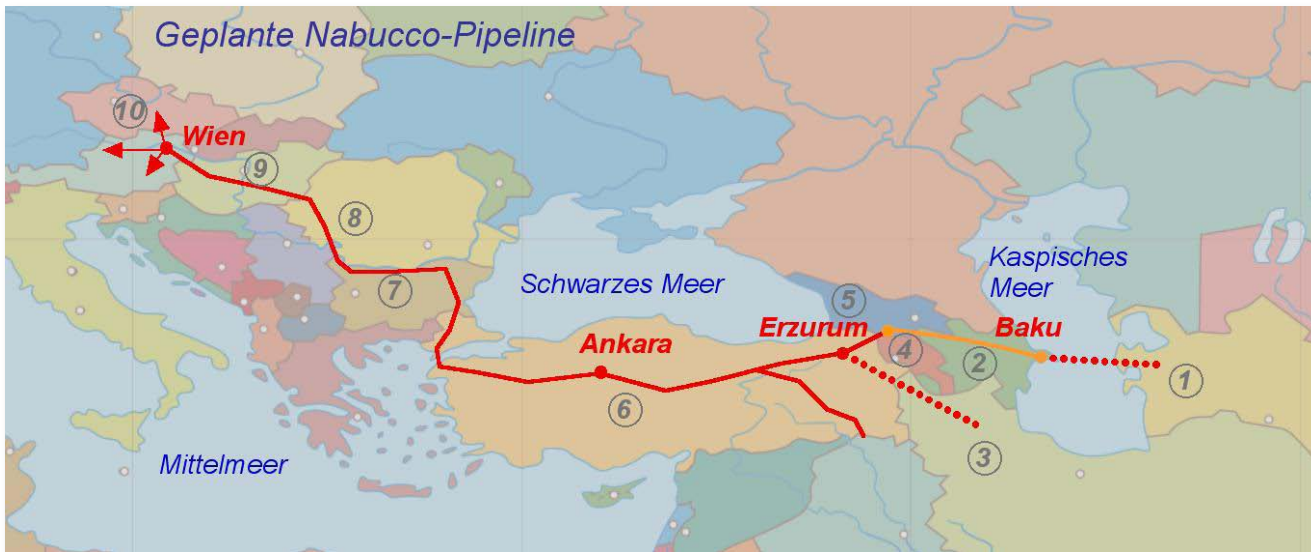 Geplante Nabucco-Pipeline
10
Wien
9
8
Kaspisches
Meer
Schwarzes Meer
5
7
Erzurum
Baku
Ankara
4
2
1
6
3
Mittelmeer